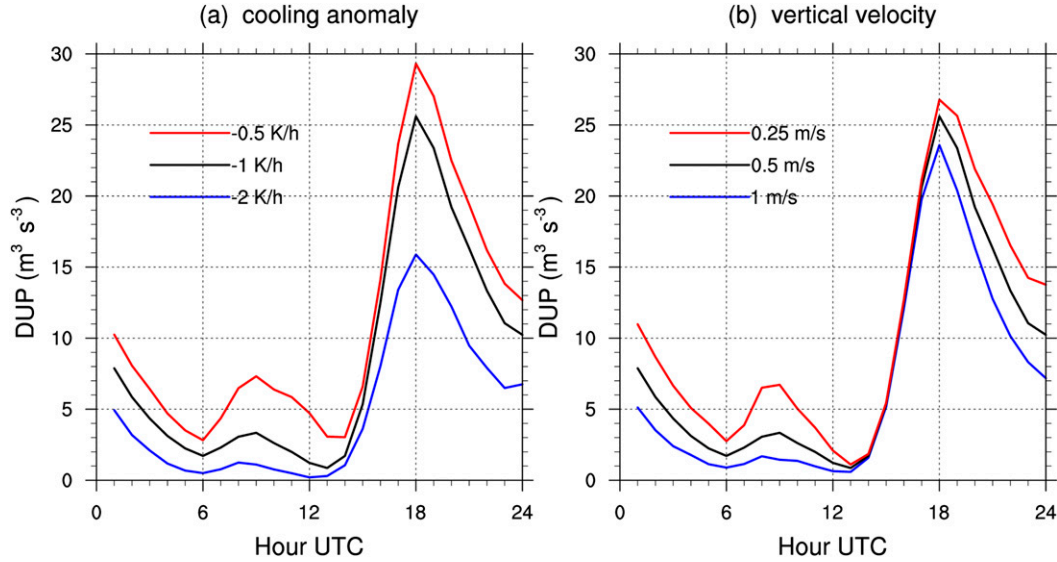 (a) cooling anomaly
30
25
20
15
10
5
0
DUP (m³ s⁻³)
-0.5 K/h
-1 K/h
-2 K/h
0 6 12 18 24
Hour UTC
(b) vertical velocity
30
25
20
15
10
5
0
DUP (m³ s⁻³)
0.25 m/s
0.5 m/s
1 m/s
0 6 12 18 24
Hour UTC